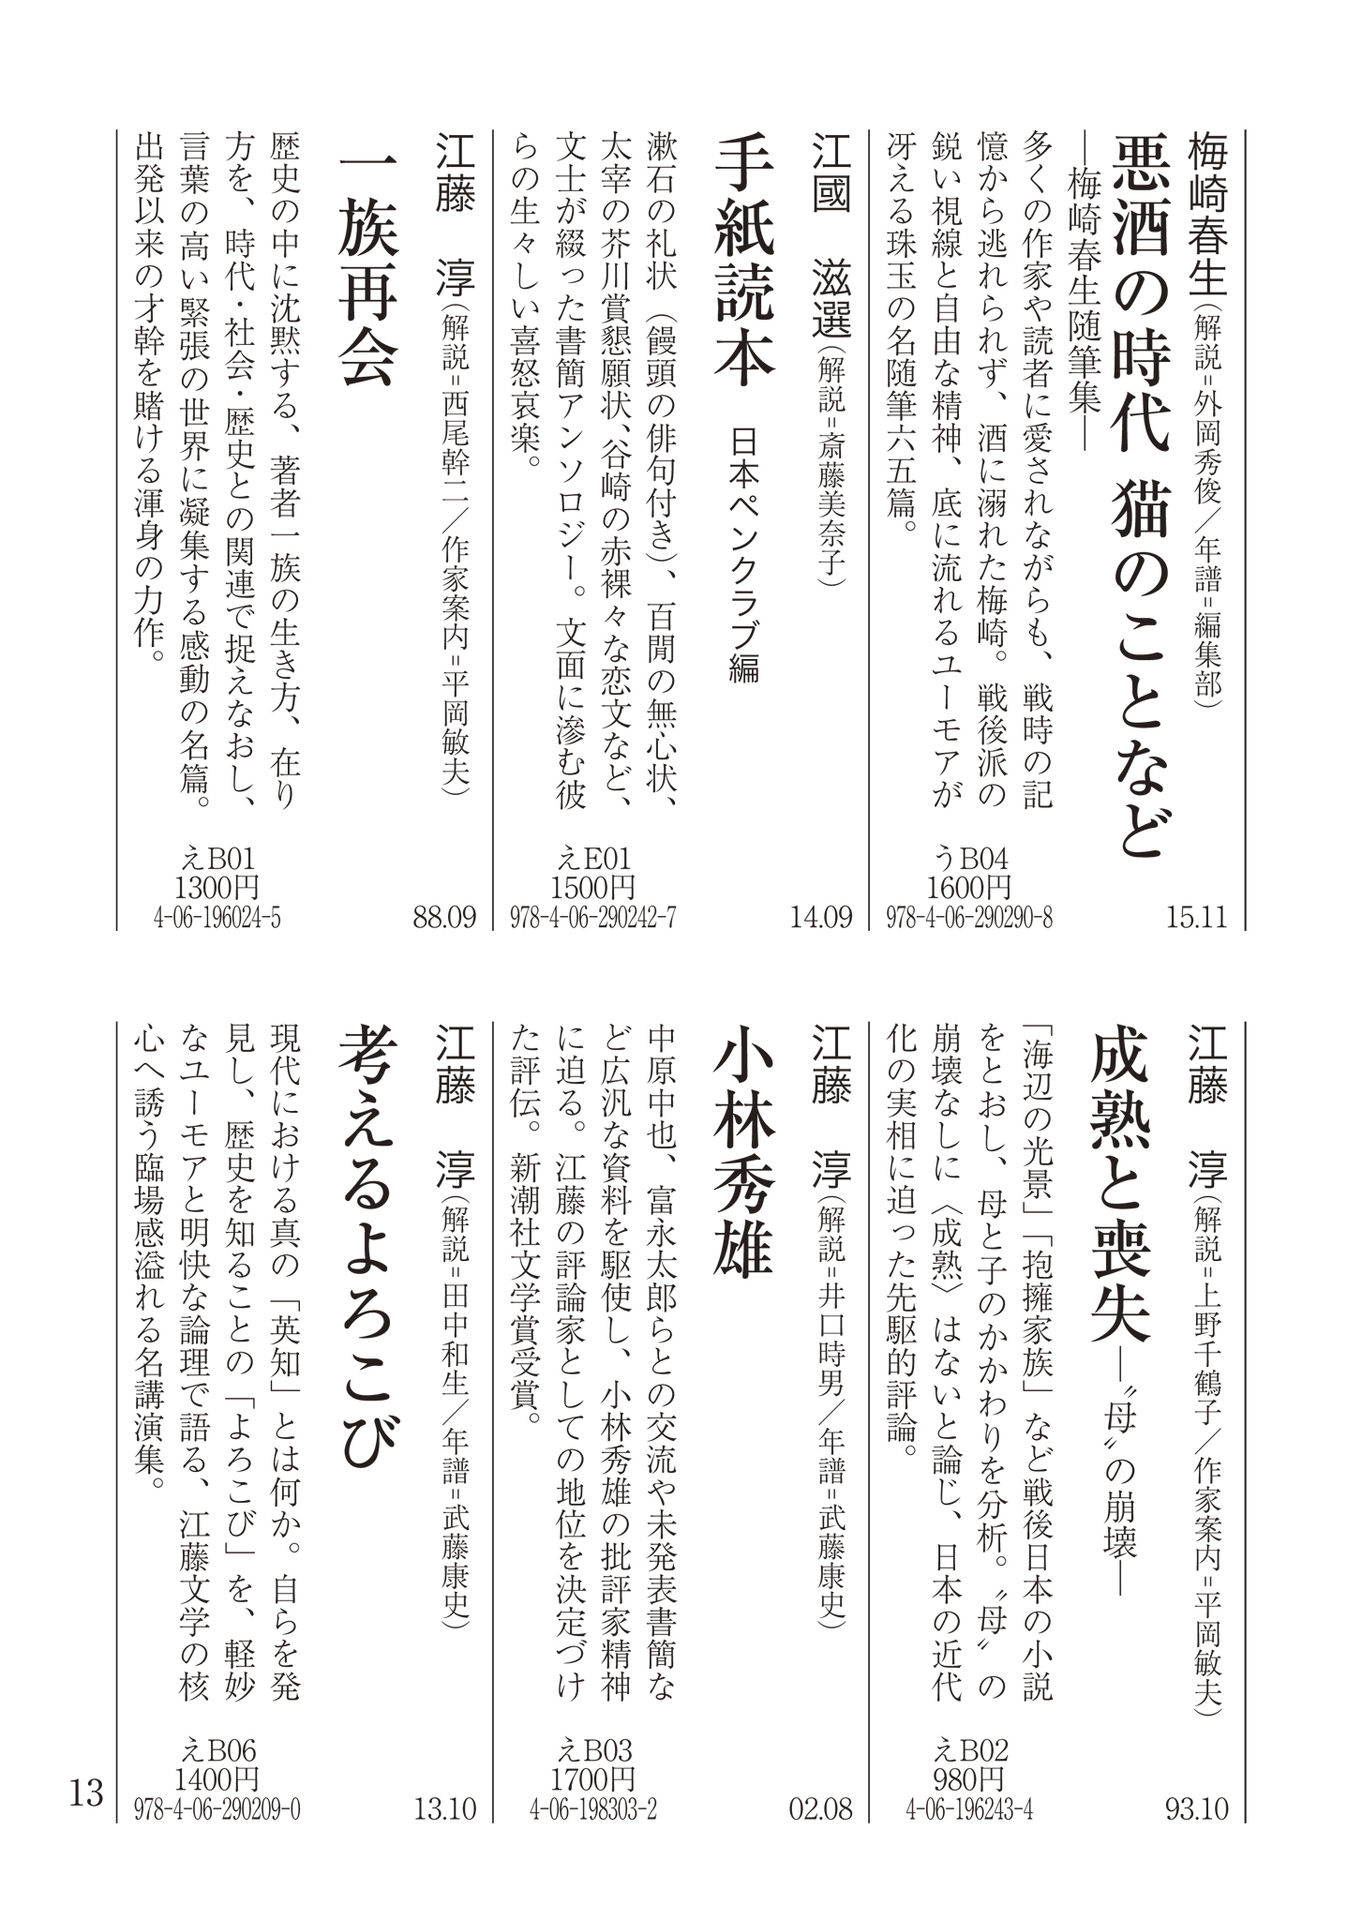 梅崎春生(解説=外岡秀俊／年譜=編集部)
悪酒の時代 猫のことなど
―梅崎春生随筆集―
多くの作家や読者に愛されながらも、戦時の記
憶から逃れられず、酒に溺れた梅崎。戦後派の
鋭い視線と自由な精神、底に流れるユーモアが
冴える珠玉の名随筆六五篇。
うB04
1600円
978-4-06-290290-8
15.11
江國 滋選(解説=斎藤美奈子)
手紙読本 日本ペンクラブ編
漱石の礼状（饅頭の俳句付き）、百閒の無心状、
太宰の芥川賞懇願状、谷崎の赤裸々な恋文など、
文士が綴った書簡アンソロジー。文面に滲む彼
らの生々しい喜怒哀楽。
えE01
1500円
978-4-06-290242-7
14.09
江藤 淳(解説=西尾幹二／作家案内=平岡敏夫)
一族再会
歴史の中に沈黙する、著者一族の生き方、在り
方を、時代・社会・歴史との関連で捉えなおし、
言葉の高い緊張の世界に凝集する感動の名篇。
出発以来の才幹を賭ける渾身の力作。
えB01
1300円
4-06-196024-5
88.09
江藤 淳(解説=上野千鶴子／作家案内=平岡敏夫)
成熟と喪失―〝母〟の崩壊―
「海辺の光景」「抱擁家族」など戦後日本の小説
をとおし、母と子のかかわりを分析。〝母〟の
崩壊なしに〈成熟〉はないと論じ、日本の近代
化の実相に迫った先駆的評論。
えB02
980円
4-06-196243-4
93.10
江藤 淳(解説=井口時男／年譜=武藤康史)
小林秀雄
中原中也、富永太郎らとの交流や未発表書簡な
ど広汎な資料を駆使し、小林秀雄の批評家精神
に迫る。江藤の評論家としての地位を決定づけ
た評伝。新潮社文学賞受賞。
えB03
1700円
4-06-198303-2
02.08
江藤 淳(解説=田中和生／年譜=武藤康史)
考えるよろこび
現代における真の「英知」とは何か。自らを発
見し、歴史を知ることの「よろこび」を、軽妙
なユーモアと明快な論理で語る、江藤文学の核
心へ誘う臨場感溢れる名講演集。
えB06
1400円
978-4-06-290209-0
13.10
13